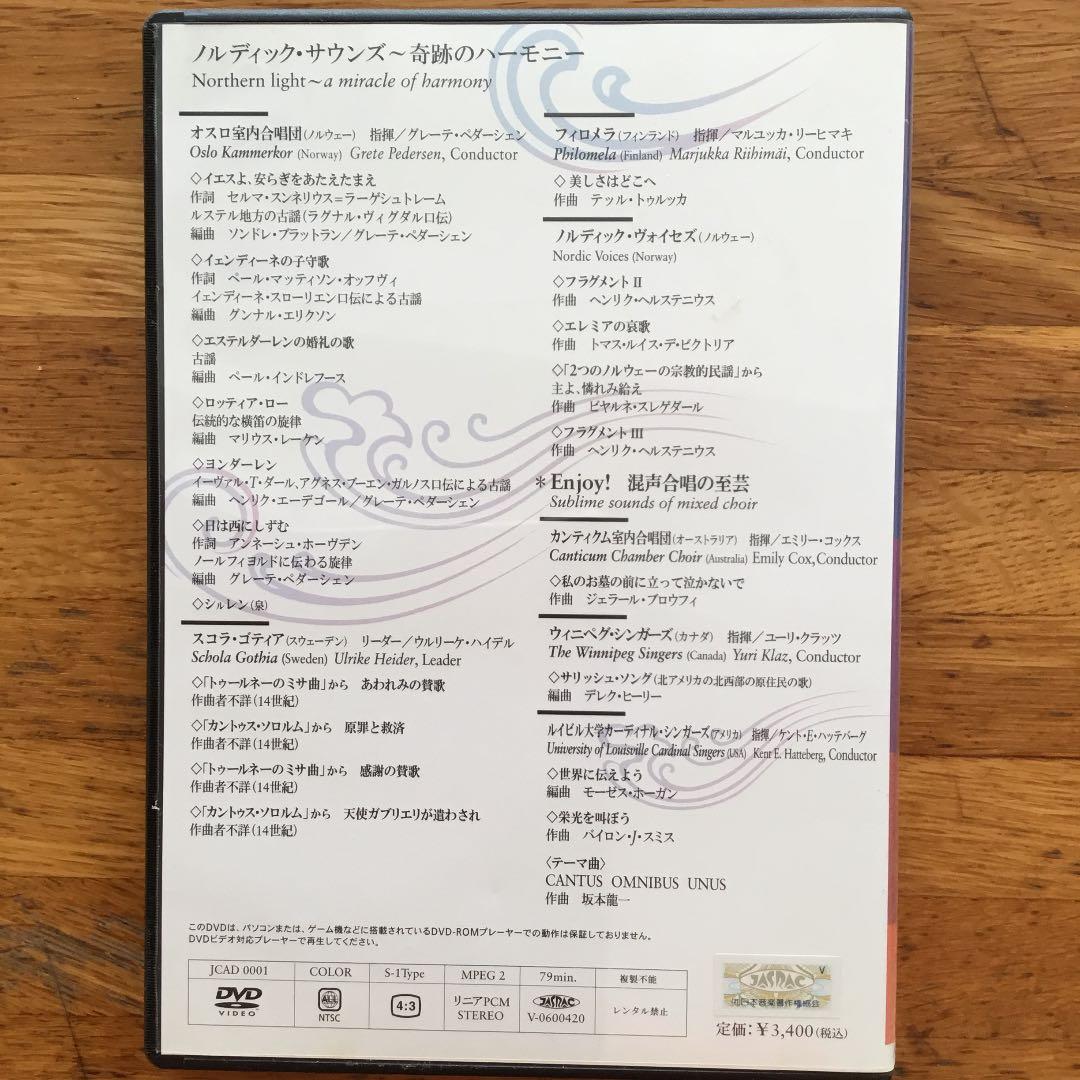 ノルディック・サウンズ～奇跡のハーモニー
Northern light～a miracle of harmony
オスロ室内合唱団（ノルウェー） 指揮／グレーテ・ペダーシェン
Oslo Kammerkor (Norway) Grete Pedersen, Conductor
◇イエスよ、安らぎをあたえたまえ
作詞 セルマ・スンネリウス＝ラーゲシュトレーム
ルステル地方の古謡（ラグナル・ヴィグダル口伝）
編曲 ソンドレ・ブラットラン／グレーテ・ペダーシェン
◇イェンディーネの子守歌
作詞 ペール・マッティソン・オッフヴィ
イェンディーネ・スローリエン口伝による古謡
編曲 グンナル・エリクソン
◇エステルダーレンの婚礼の歌
古謡
編曲 ペール・インドレフース
◇ロッティア・ロー
伝統的な横笛の旋律
編曲 マリウス・レーケン
◇ヨンダーレン
イーヴァル・T・ダール、アグネス・ブーエン・ガルノスロ伝による古謡
編曲 ヘンリク・エーデゴール／グレーテ・ペダーシェン
◇日は西にしずむ
作詞 アンネーシュ・ホーヴデン
ノールフィヨルドに伝わる旋律
編曲 グレーテ・ペダーシェン
◇シルレン（泉）
スコラ・ゴティア（スウェーデン） リーダー／ウルリーケ・ハイデル
Schola Gothia (Sweden) Ulrike Heider, Leader
◇「トゥールネーのミサ曲」から あわれみの賛歌
作曲者不詳（14世紀）
◇「カントゥス・ソロルム」から 原罪と救済
作曲者不詳（14世紀）
◇「トゥールネーのミサ曲」から 感謝の賛歌
作曲者不詳（14世紀）
◇「カントゥス・ソロルム」から 天使ガブリエリが遣わされ
作曲者不詳（14世紀）
フィロメラ（フィンランド） 指揮／マルユッカ・リーヒマキ
Philomela (Finland) Marjukka Riihimäi, Conductor
◇美しさはどこへ
作曲 テッル・トゥルッカ
ノルディック・ヴォイセズ（ノルウェー）
Nordic Voices (Norway)
◇フラグメント II
作曲 ヘンリク・ヘルステニウス
◇エレミアの哀歌
作曲 トマス・ルイス・デ・ビクトリア
◇「2つのノルウェーの宗教的民謡」から
主よ、憐れみ給え
作曲 ビヤルネ・スレゲダール
◇フラグメント III
作曲 ヘンリク・ヘルステニウス
＊Enjoy! 混声合唱の至芸
Sublime sounds of mixed choir
カンティクム室内合唱団（オーストラリア） 指揮／エミリー・コックス
Canticum Chamber Choir (Australia) Emily Cox, Conductor
◇私のお墓の前に立って泣かないで
作曲 ジェラール・ブロウフィ
ウィニペグ・シンガーズ（カナダ） 指揮／ユーリ・クラッツ
The Winnipeg Singers (Canada) Yuri Klaz, Conductor
◇サリッシュ・ソング（北アメリカの北西部の原住民の歌）
編曲 デレク・ヒーリー
ルイビル大学カーディナル・シンガーズ（アメリカ） 指揮／ケント・E・ハッテバーグ
University of Louisville Cardinal Singers (USA) Kent E. Hatteberg, Conductor
◇世界に伝えよう
編曲 モーゼス・ホーガン
◇栄光を叫ぼう
作曲 バイロン・J・スミス
〈テーマ曲〉
CANTUS OMNIBUS UNUS
作曲 坂本龍一
このDVDは、パソコンまたは、ゲーム機などに搭載されているDVD-ROMプレーヤーでの動作は保証しておりません。
DVDビデオ対応プレーヤーで再生してください。
JCAD 0001 COLOR S-1Type MPEG 2 79min. 複製不能
DVD VIDEO ALL NTSC 4:3 リニアPCM STEREO JASRAC V-0600420 レンタル禁止
V
JASRAC
日本音楽著作権協会
定価：￥3,400（税込）